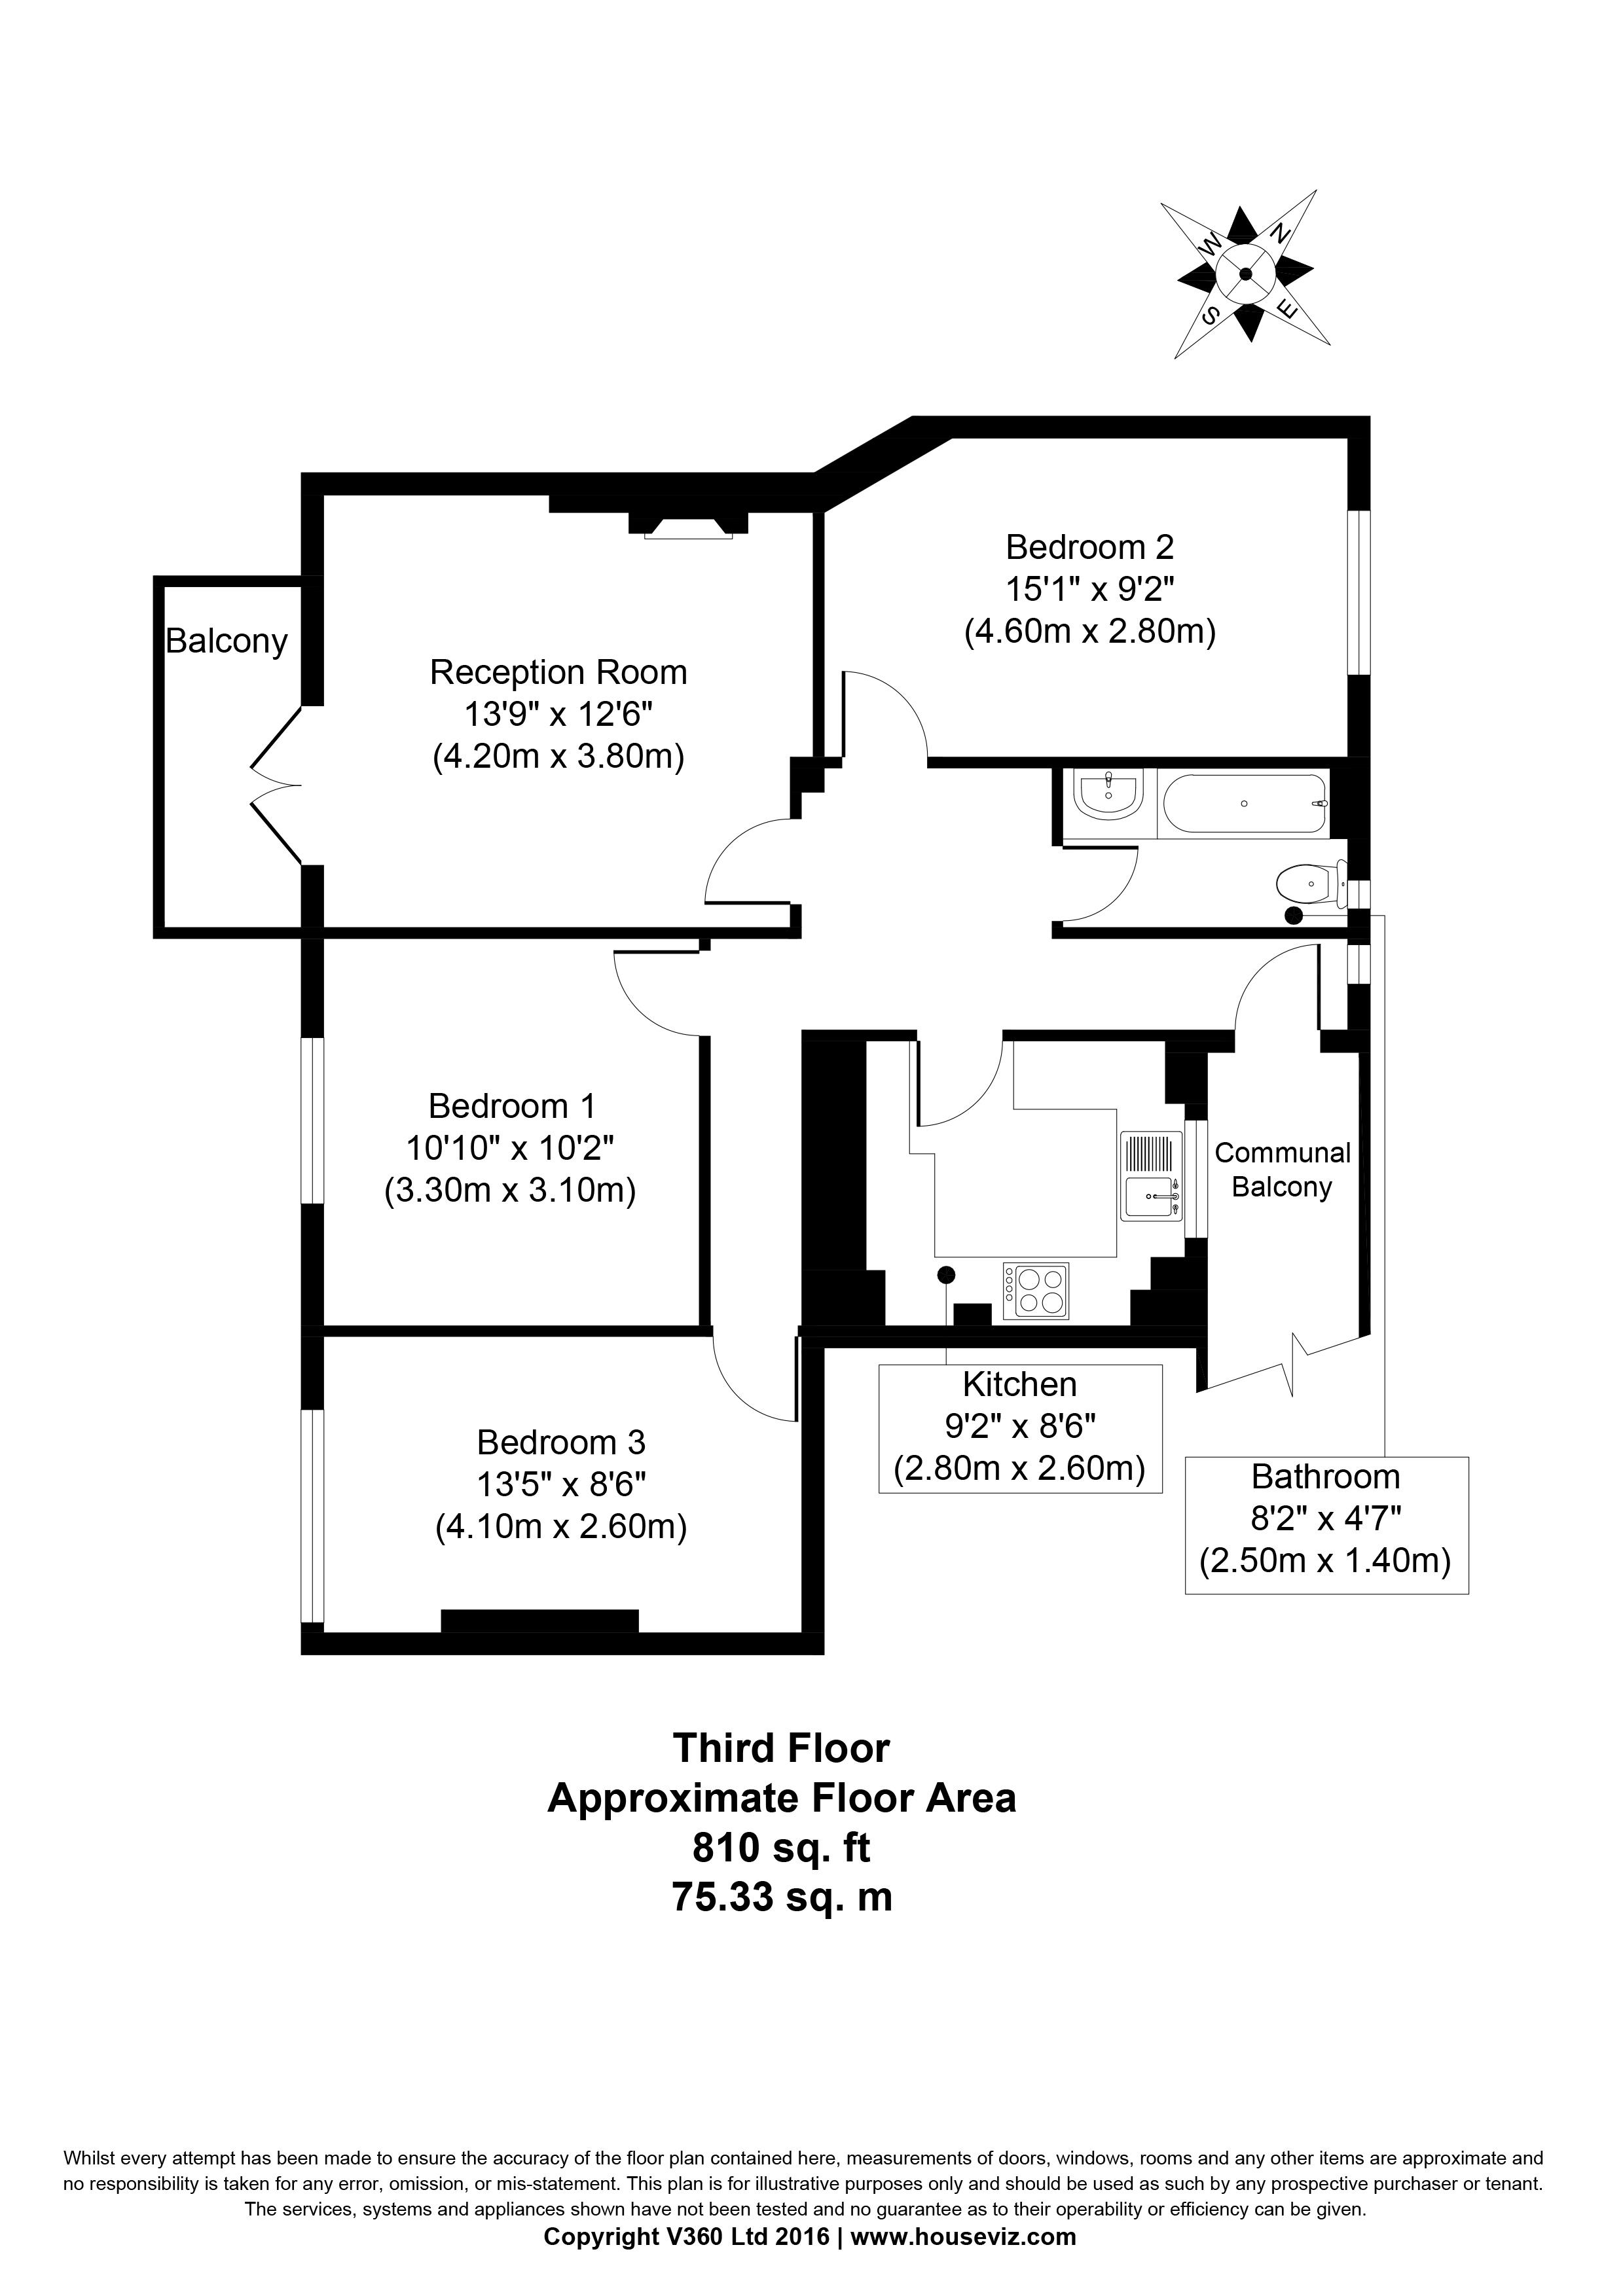 W N
S E
Bedroom 2
15'1" x 9'2"
(4.60m x 2.80m)
Balcony
Reception Room
13'9" x 12'6"
(4.20m x 3.80m)
Bedroom 1
10'10" x 10'2"
(3.30m x 3.10m)
Communal
Balcony
Kitchen
9'2" x 8'6"
(2.80m x 2.60m)
Bedroom 3
13'5" x 8'6"
(4.10m x 2.60m)
Bathroom
8'2" x 4'7"
(2.50m x 1.40m)
Third Floor
Approximate Floor Area
810 sq. ft
75.33 sq. m
Whilst every attempt has been made to ensure the accuracy of the floor plan contained here, measurements of doors, windows, rooms and any other items are approximate and
no responsibility is taken for any error, omission, or mis-statement. This plan is for illustrative purposes only and should be used as such by any prospective purchaser or tenant.
The services, systems and appliances shown have not been tested and no guarantee as to their operability or efficiency can be given.
Copyright V360 Ltd 2016 | www.houseviz.com